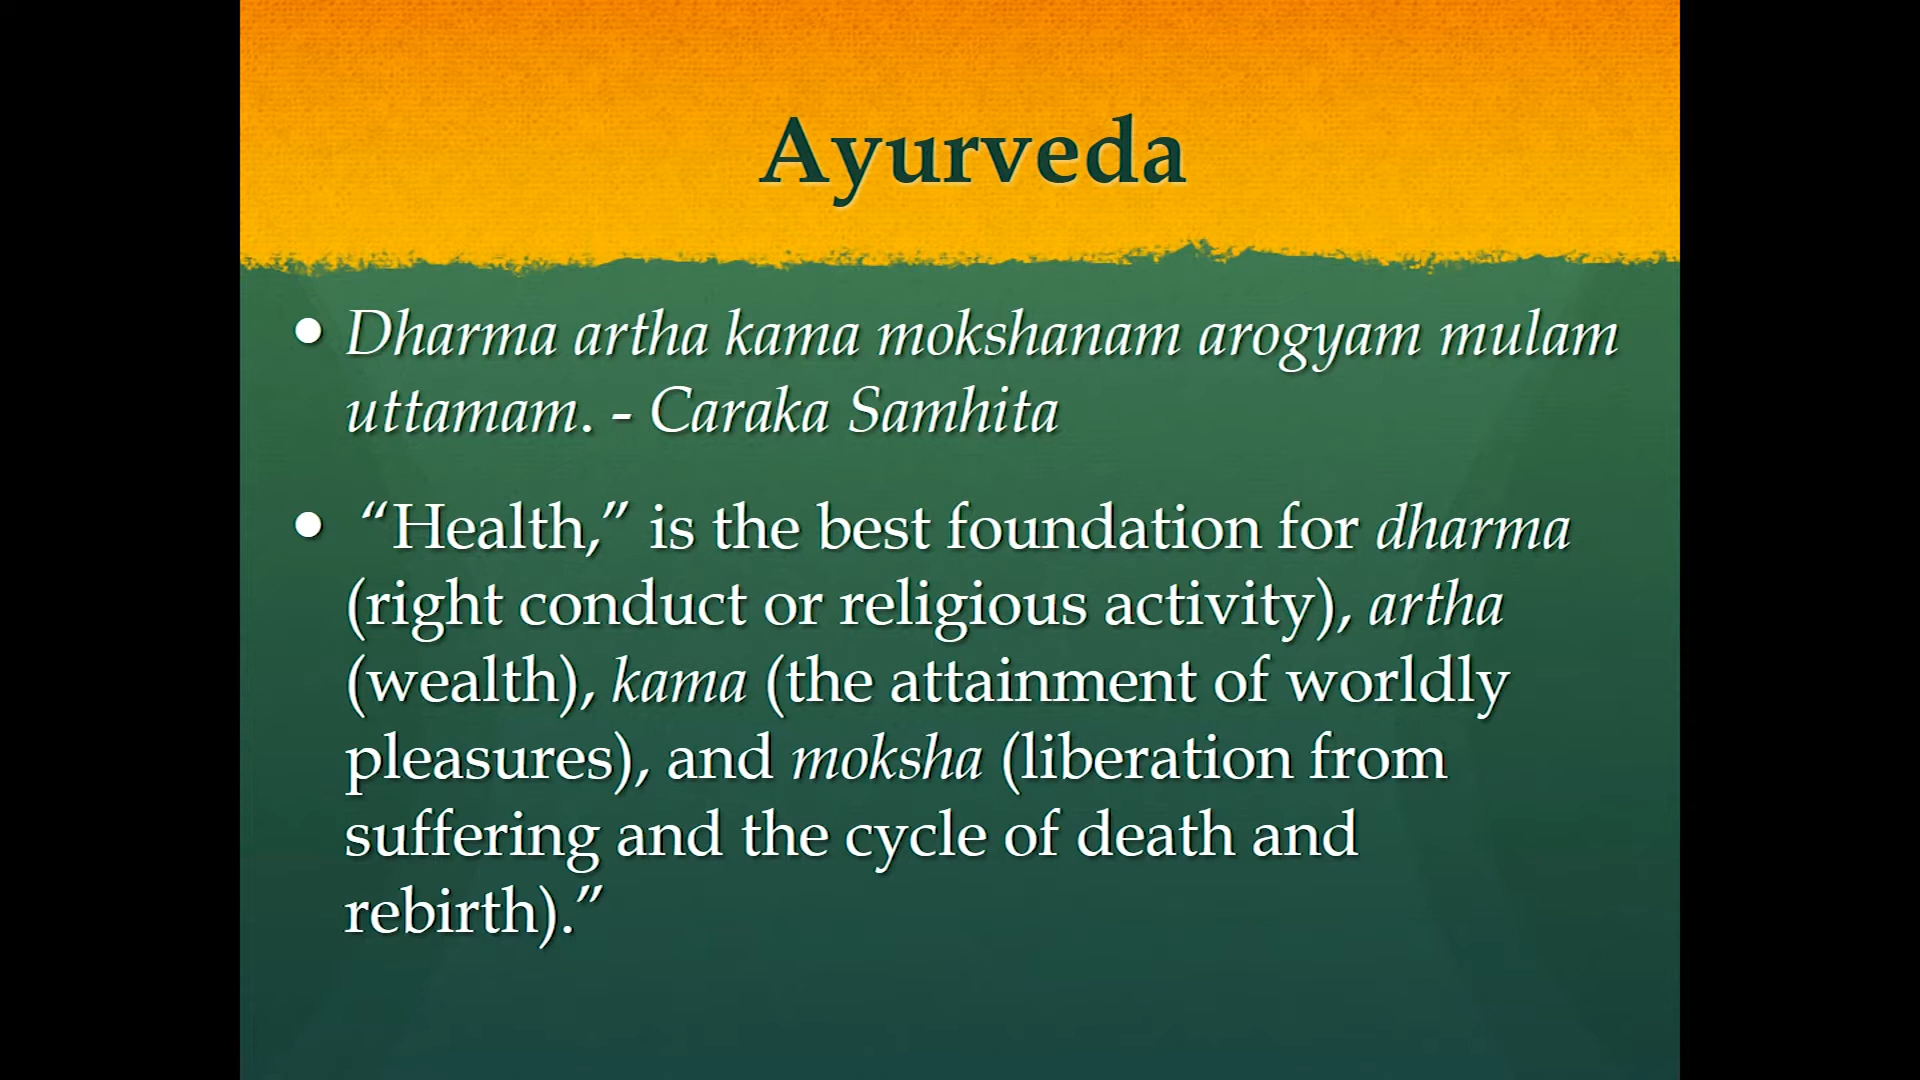 Ayurveda
• Dharma artha kama mokshanam arogyam mulam
uttamam. - Caraka Samhita
• “Health,” is the best foundation for dharma
(right conduct or religious activity), artha
(wealth), kama (the attainment of worldly
pleasures), and moksha (liberation from
suffering and the cycle of death and
rebirth).”